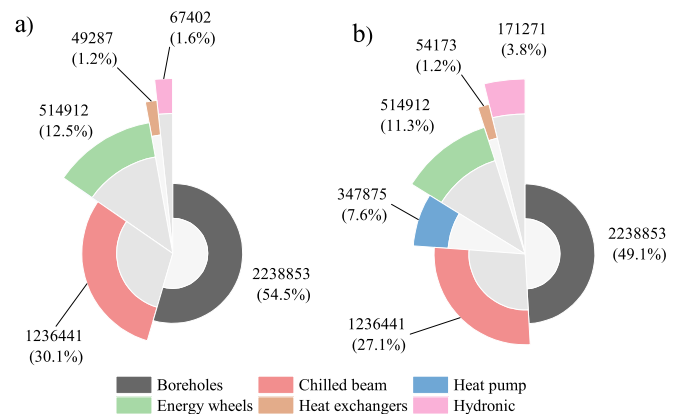 a)
67402
(1.6%)
49287
(1.2%)
514912
(12.5%)
2238853
(54.5%)
1236441
(30.1%)
b)
171271
(3.8%)
54173
(1.2%)
514912
(11.3%)
347875
(7.6%)
2238853
(49.1%)
1236441
(27.1%)
Boreholes
Chilled beam
Heat pump
Energy wheels
Heat exchangers
Hydronic